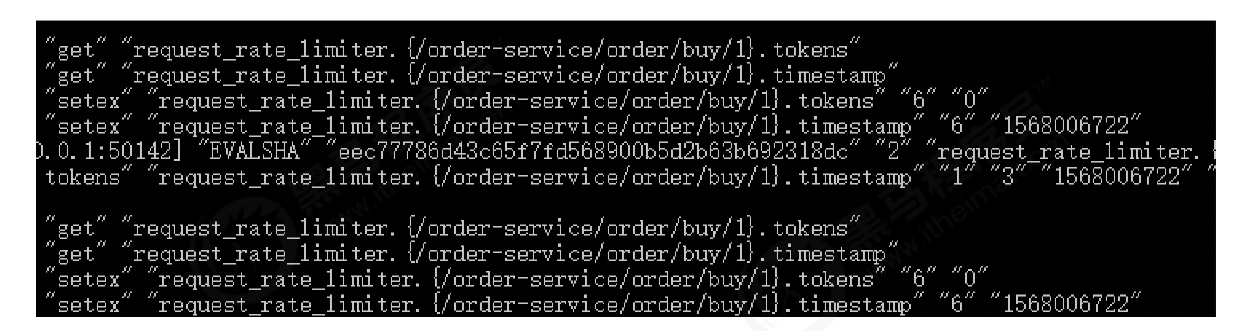 "get" "request_rate_limiter.{/order-service/order/buy/1}.tokens"
"get" "request_rate_limiter.{/order-service/order/buy/1}.timestamp"
"setex" "request_rate_limiter.{/order-service/order/buy/1}.tokens" "6" "0"
"setex" "request_rate_limiter.{/order-service/order/buy/1}.timestamp" "6" "1568006722"
0.0.1:50142] "EVALSHA" "eec77786d43c65f7fd568900b5d2b63b692318dc" "2" "request_rate_limiter.{
tokens" "request_rate_limiter.{/order-service/order/buy/1}.timestamp" "1" "3" "1568006722" "
"get" "request_rate_limiter.{/order-service/order/buy/1}.tokens"
"get" "request_rate_limiter.{/order-service/order/buy/1}.timestamp"
"setex" "request_rate_limiter.{/order-service/order/buy/1}.tokens" "6" "0"
"setex" "request_rate_limiter.{/order-service/order/buy/1}.timestamp" "6" "1568006722"